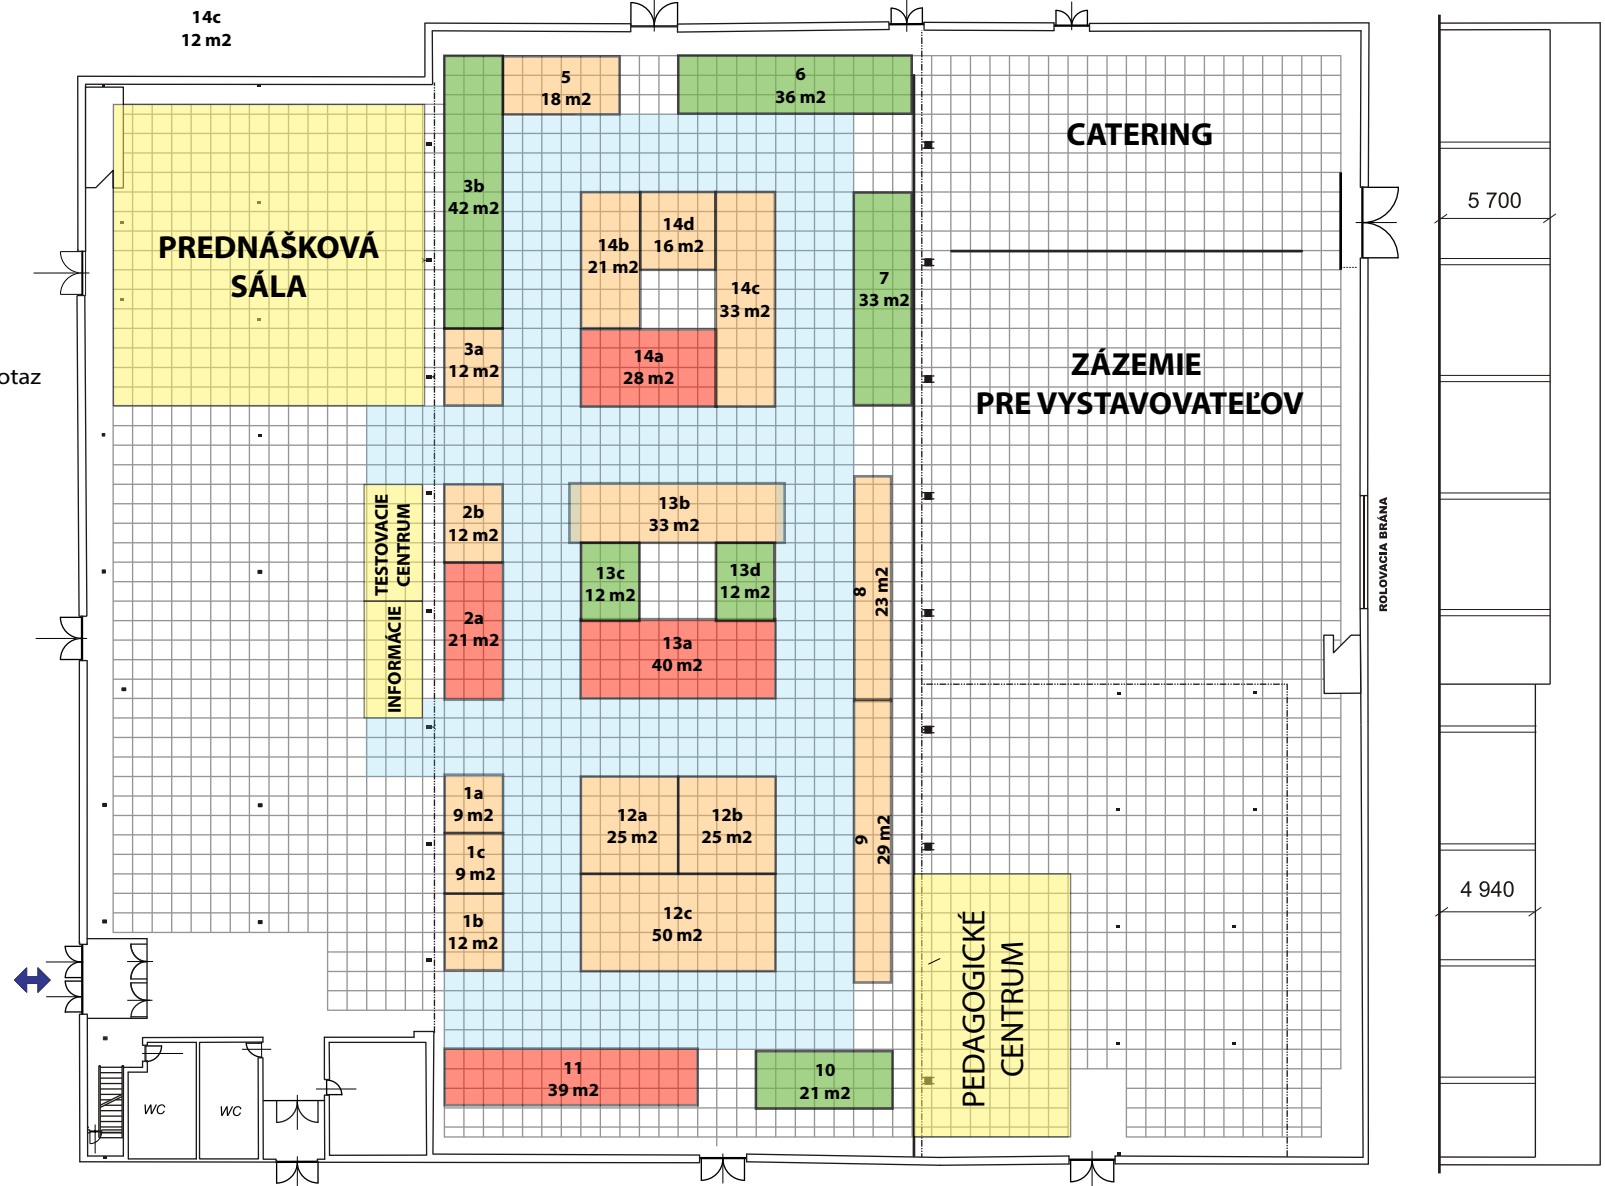 14c
12 m2
5
18 m2
6
36 m2
CATERING
3b
42 m2
PREDNÁŠKOVÁ
SÁLA
14b
21 m2
14d
16 m2
14c
33 m2
7
33 m2
5 700
3a
12 m2
14a
28 m2
otaz
ZÁZEMIE
PRE VYSTAVOVATEĽOV
TESTOVACIE
CENTRUM
2b
12 m2
13b
33 m2
13c
12 m2
13d
12 m2
8
23 m2
ROLOVACIA BRÁNA
INFORMÁCIE
2a
21 m2
13a
40 m2
1a
9 m2
1c
9 m2
1b
12 m2
12a
25 m2
12b
25 m2
12c
50 m2
9
29 m2
4 940
PEDAGOGICKÉ
CENTRUM
11
39 m2
10
21 m2
WC
WC